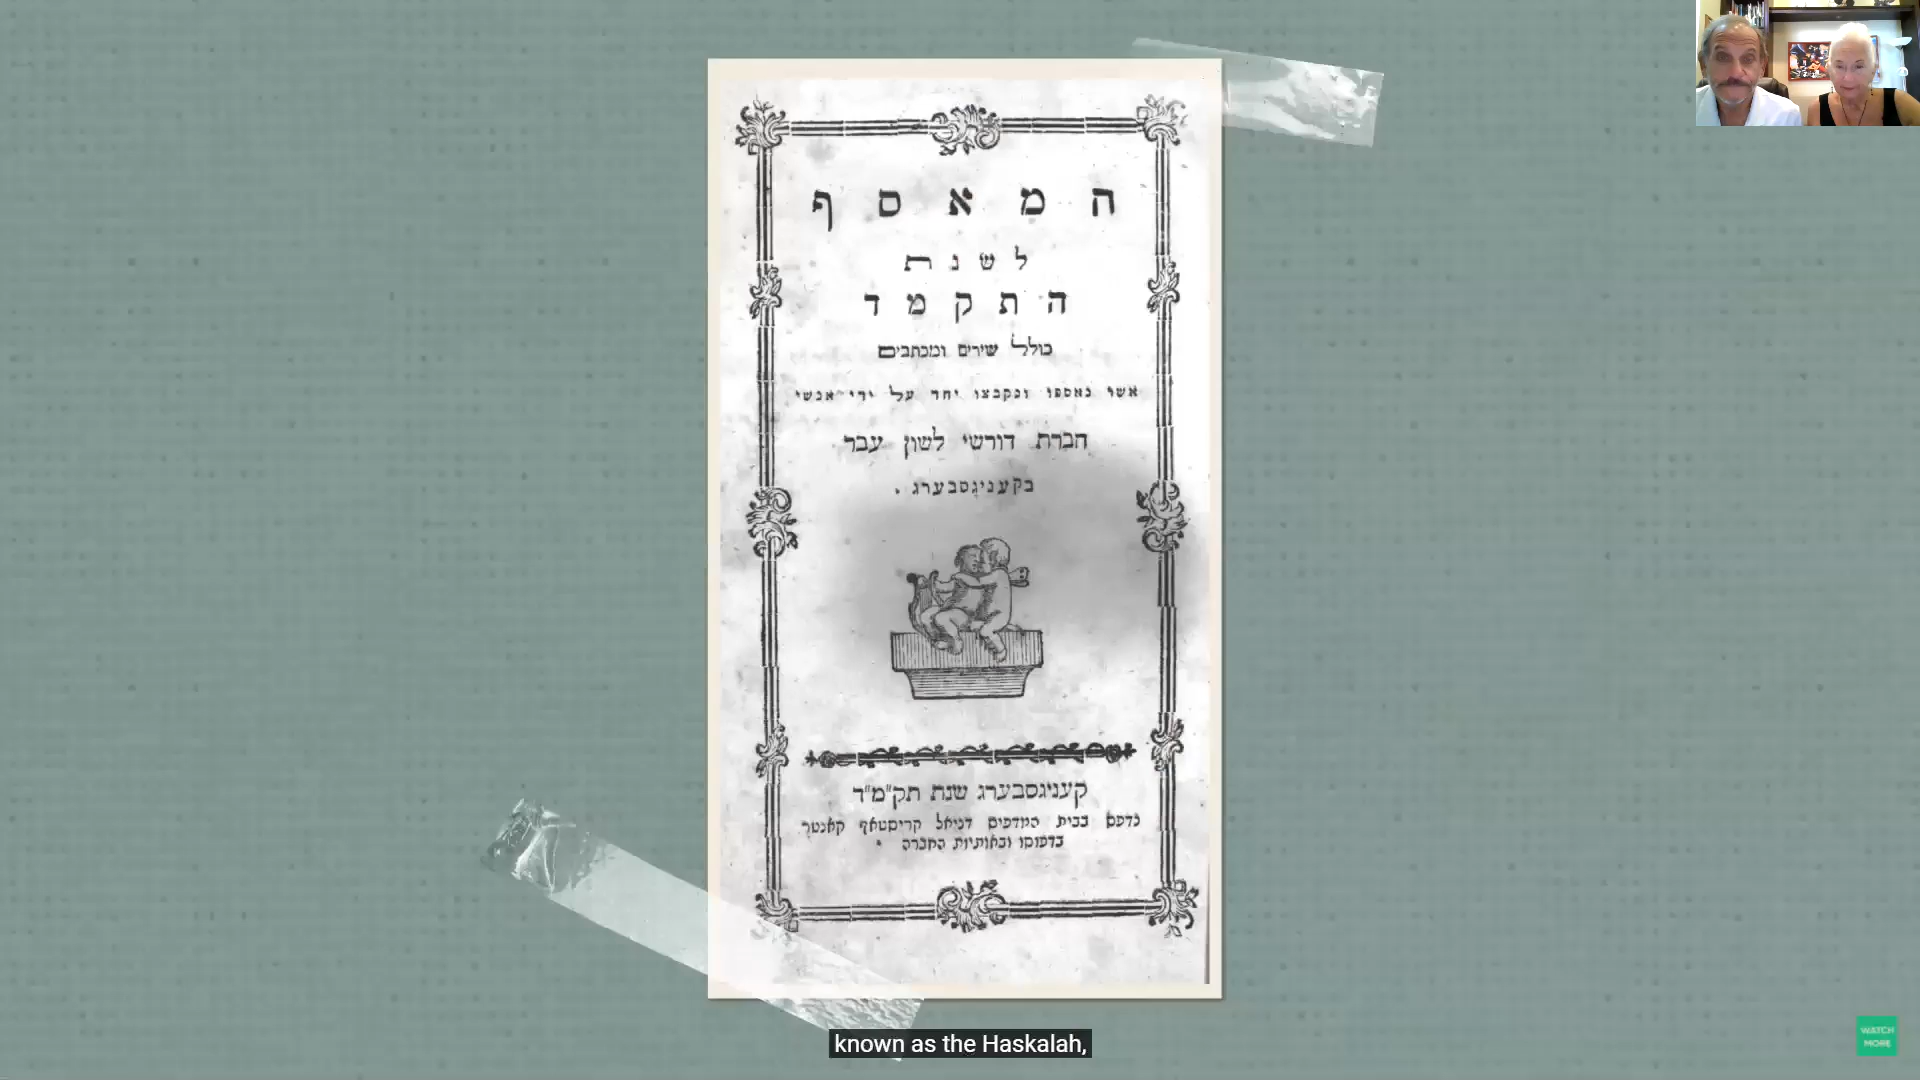 המאסף
לשנת
התקמד
כולל שירים ומכתבים
אשר נאספו ונקבצו יחד על ידי אנשי
חברת דורשי לשון עבר
בקעניגסבערג .
קעניגסבערג שנת תק"מ"ד
נדפס בבית המדפיס דניאל קריסטאף קאנטר
בדפוסו ובאותיות החברה .
known as the Haskalah,
WATCH
MORE